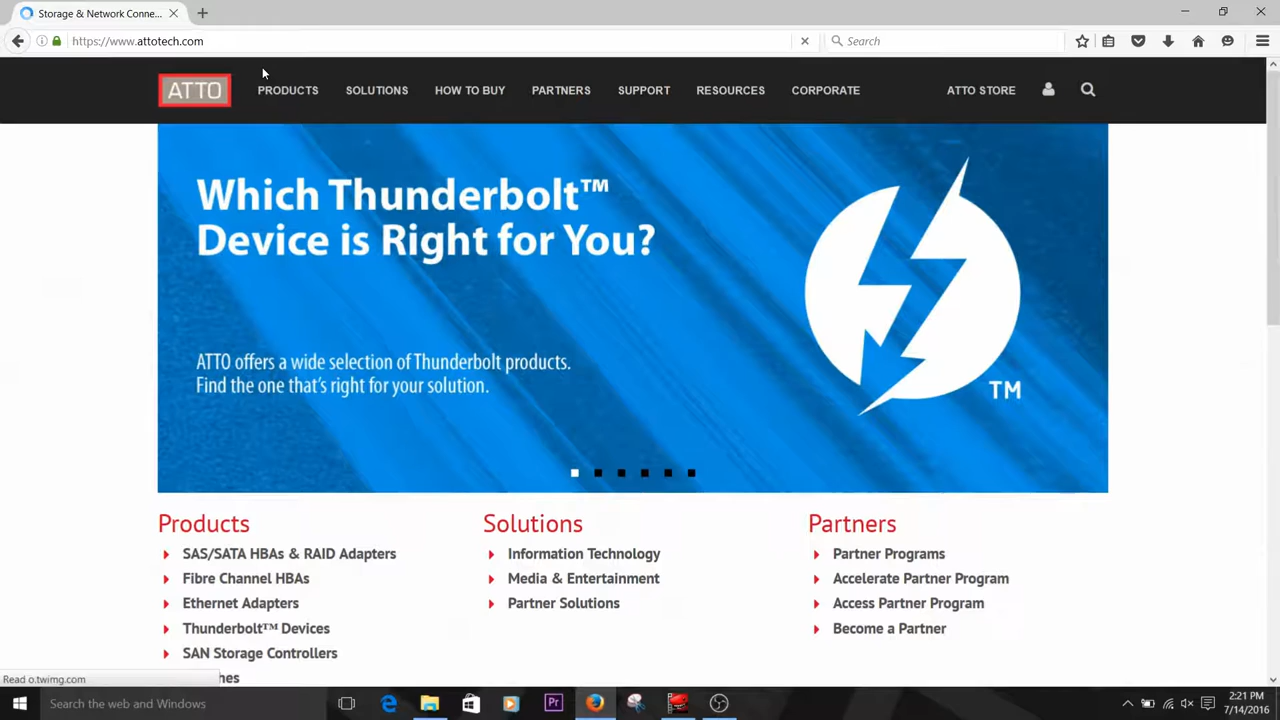 Storage & Network Conne...
https://www.attotech.com
Search
ATTO
PRODUCTS
SOLUTIONS
HOW TO BUY
PARTNERS
SUPPORT
RESOURCES
CORPORATE
ATTO STORE
Which Thunderbolt™
Device is Right for You?
ATTO offers a wide selection of Thunderbolt products.
Find the one that's right for your solution.
TM
Products
SAS/SATA HBAs & RAID Adapters
Fibre Channel HBAs
Ethernet Adapters
Thunderbolt™ Devices
SAN Storage Controllers
hes
Solutions
Information Technology
Media & Entertainment
Partner Solutions
Partners
Partner Programs
Accelerate Partner Program
Access Partner Program
Become a Partner
Read o.twimg.com
Search the web and Windows
Pr
2:21 PM
7/14/2016